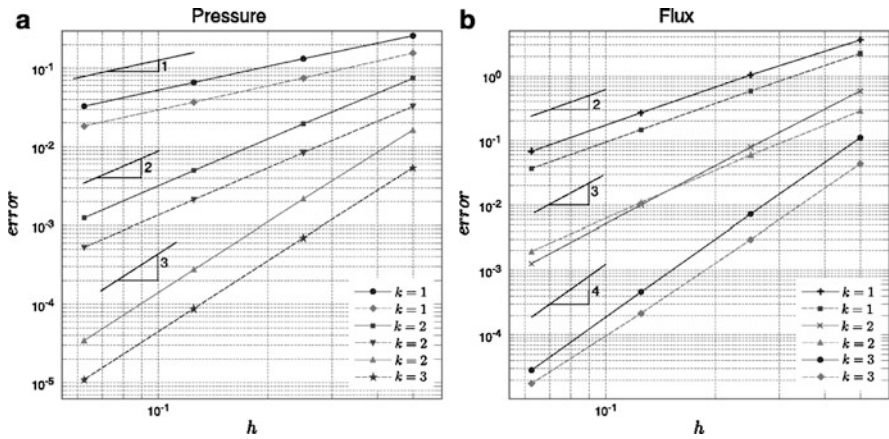 a
Pressure
10⁻¹
10⁻²
10⁻³
10⁻⁴
10⁻⁵
error
1
2
3
k = 1
k = 1
k = 2
k = 2
k = 2
k = 3
10⁻¹
h
b
Flux
10⁰
10⁻¹
10⁻²
10⁻³
10⁻⁴
error
2
3
4
k = 1
k = 1
k = 2
k = 2
k = 3
k = 3
10⁻¹
h